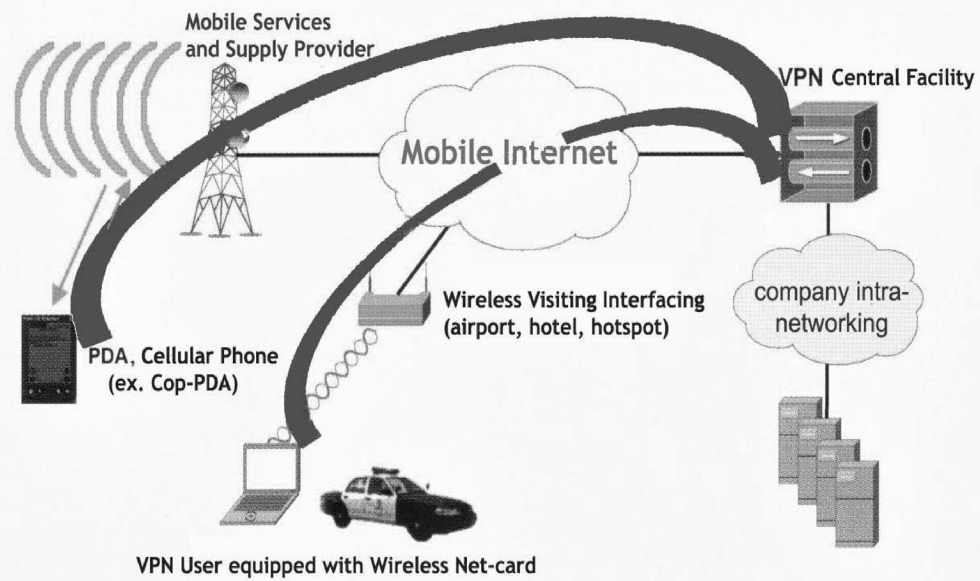 Mobile Services
and Supply Provider
VPN Central Facility
Mobile Internet
Wireless Visiting Interfacing
(airport, hotel, hotspot)
company intra-
networking
PDA, Cellular Phone
(ex. Cop-PDA)
VPN User equipped with Wireless Net-card